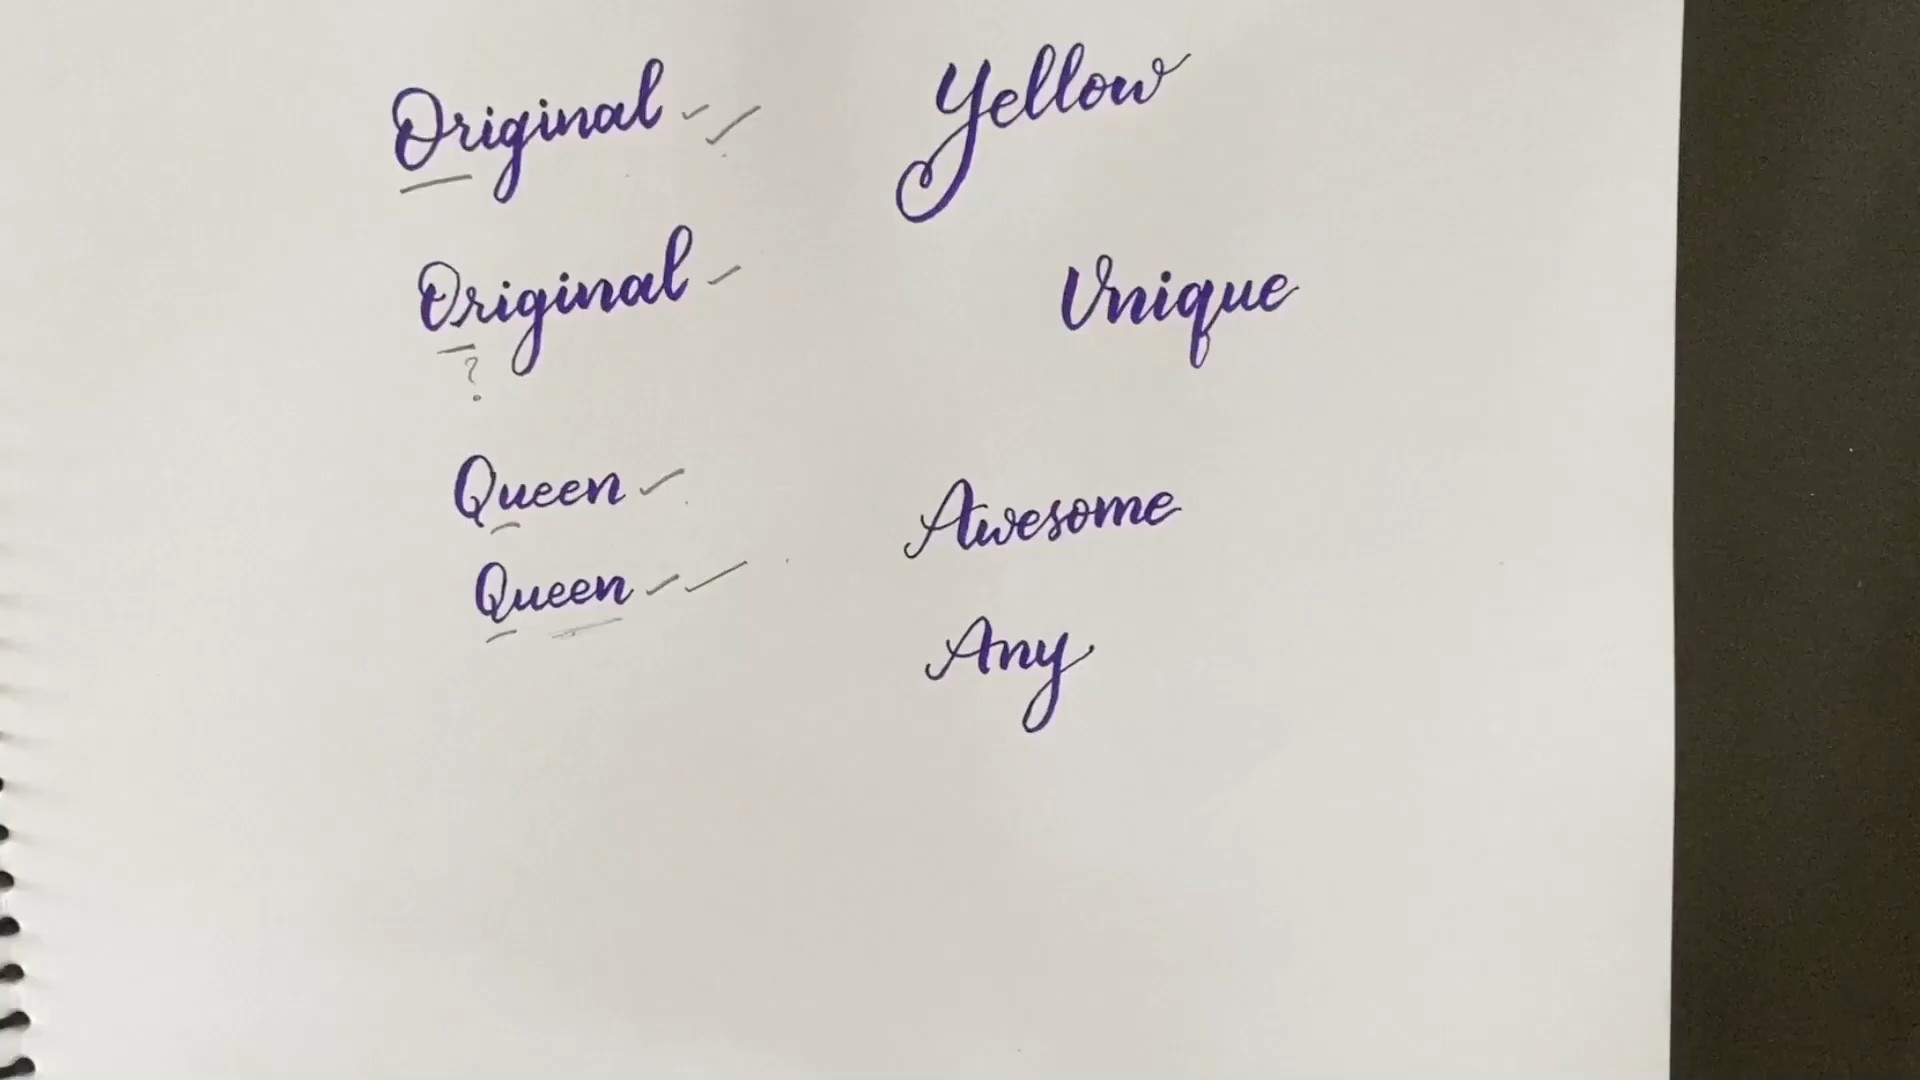 Original
Original
?
Queen
Queen
Yellow
Unique
Awesome
Any